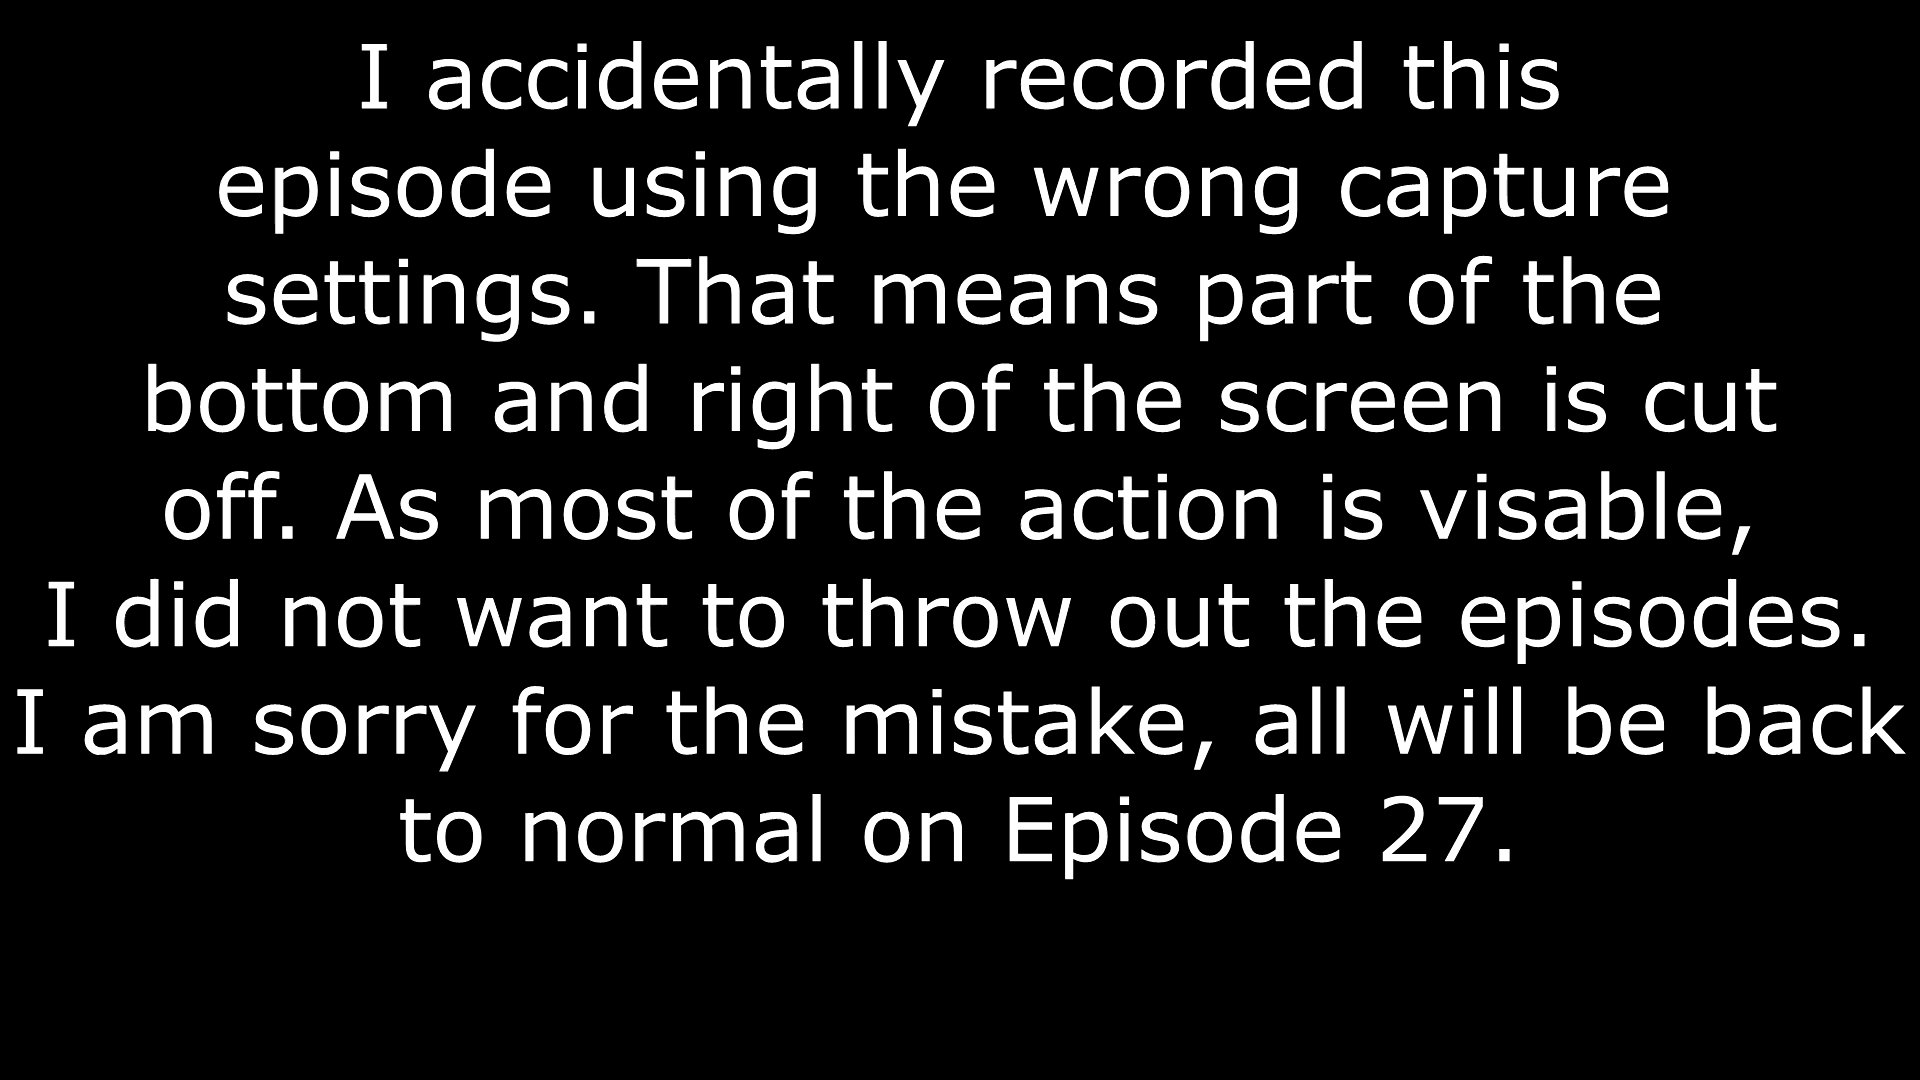 I accidentally recorded this
episode using the wrong capture
settings. That means part of the
bottom and right of the screen is cut
off. As most of the action is visable,
I did not want to throw out the episodes.
I am sorry for the mistake, all will be back
to normal on Episode 27.